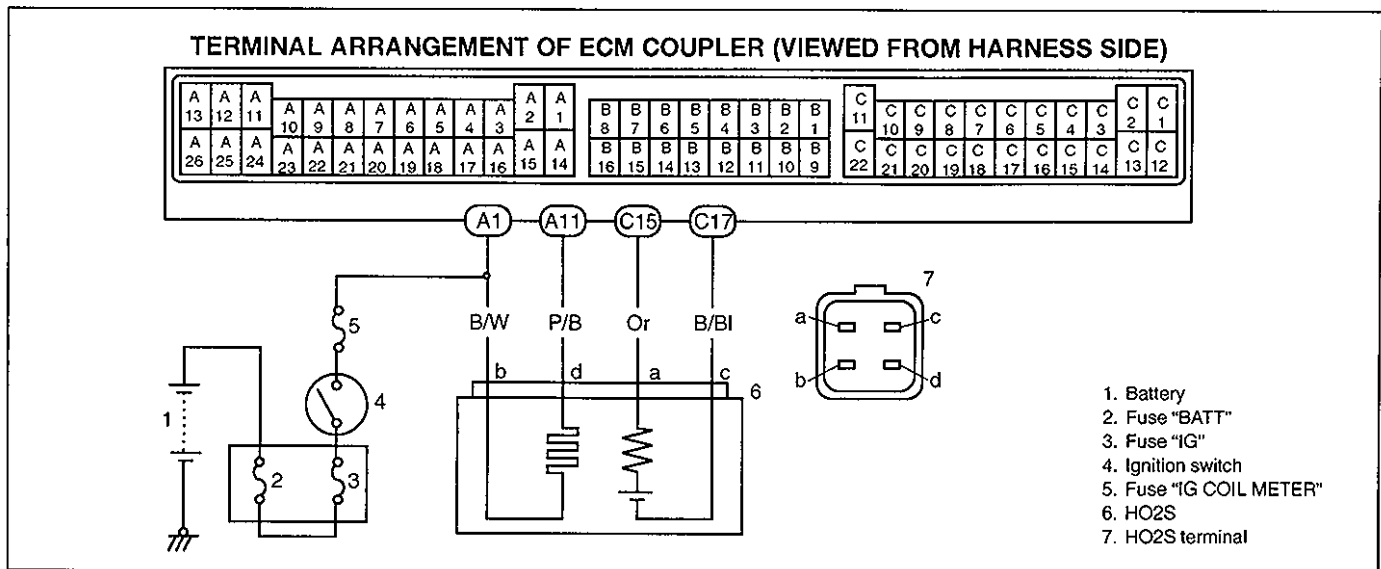 TERMINAL ARRANGEMENT OF ECM COUPLER (VIEWED FROM HARNESS SIDE)
A 13 A 12 A 11 A 10 A 9 A 8 A 7 A 6 A 5 A 4 A 3 A 2 A 1 B 8 B 7 B 6 B 5 B 4 B 3 B 2 B 1 C 11 C 10 C 9 C 8 C 7 C 6 C 5 C 4 C 3 C 2 C 1
A 26 A 25 A 24 A 23 A 22 A 21 A 20 A 19 A 18 A 17 A 16 A 15 A 14 B 16 B 15 B 14 B 13 B 12 B 11 B 10 B 9 C 22 C 21 C 20 C 19 C 18 C 17 C 16 C 15 C 14 C 13 C 12
A1 A11 C15 C17
7
5 B/W P/B Or B/Bl a c
b d a c 6 b d
1 4
2 3
1. Battery
2. Fuse "BATT"
3. Fuse "IG"
4. Ignition switch
5. Fuse "IG COIL METER"
6. HO2S
7. HO2S terminal